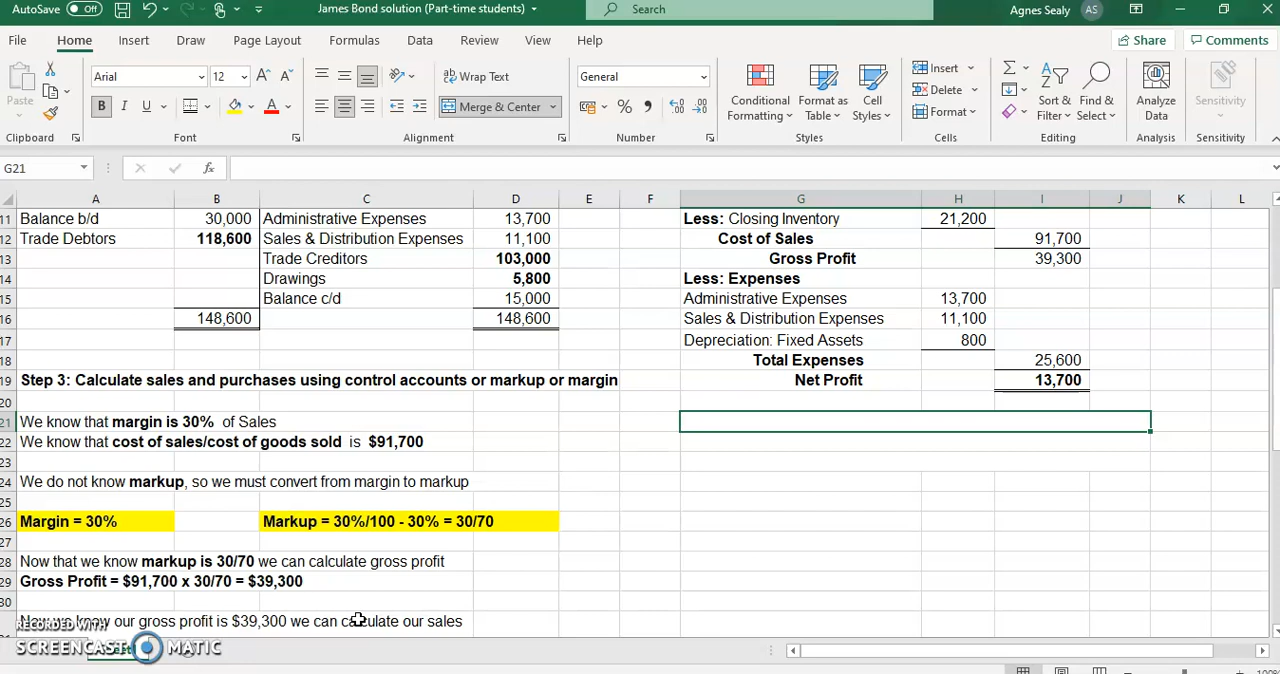 AutoSave Off James Bond solution (Part-time students) Search Agnes Sealy AS
File Home Insert Draw Page Layout Formulas Data Review View Help Share Comments
Paste Arial 12 A A Wrap Text General Conditional Formatting Format as Table Cell Styles Insert Delete Format Sort & Filter Find & Select Analyze Data Sensitivity
B I U A Merge & Center % 
Clipboard Font Alignment Number Styles Cells Editing Analysis Sensitivity
G21 fx
A B C D E F G H I J K L
11 Balance b/d 30,000 Administrative Expenses 13,700 Less: Closing Inventory 21,200
12 Trade Debtors 118,600 Sales & Distribution Expenses 11,100 Cost of Sales 91,700
13 Trade Creditors 103,000 Gross Profit 39,300
14 Drawings 5,800 Less: Expenses
15 Balance c/d 15,000 Administrative Expenses 13,700
16 148,600 148,600 Sales & Distribution Expenses 11,100
17 Depreciation: Fixed Assets 800
18 Total Expenses 25,600
19 Step 3: Calculate sales and purchases using control accounts or markup or margin Net Profit 13,700
20
21 We know that margin is 30% of Sales
22 We know that cost of sales/cost of goods sold is $91,700
23
24 We do not know markup, so we must convert from margin to markup
25
26 Margin = 30% Markup = 30%/100 - 30% = 30/70
27
28 Now that we know markup is 30/70 we can calculate gross profit
29 Gross Profit = $91,700 x 30/70 = $39,300
30
know our gross profit is $39,300 we can calculate our sales
RECORDED WITH
SCREENCAST MATIC
100%